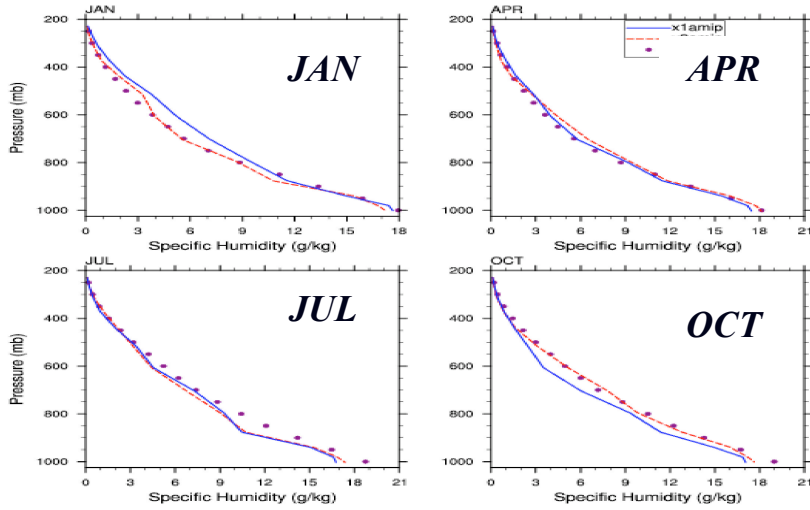 JAN
APR
200
400
600
800
1000
Pressure (mb)
JAN
0 3 6 9 12 15 18
Specific Humidity (g/kg)
200
400
600
800
1000
x1amip
APR
0 3 6 9 12 15 18 21
Specific Humidity (g/kg)
JUL
OCT
200
400
600
800
1000
Pressure (mb)
JUL
0 3 6 9 12 15 18 21
Specific Humidity (g/kg)
200
400
600
800
1000
OCT
0 3 6 9 12 15 18 21
Specific Humidity (g/kg)